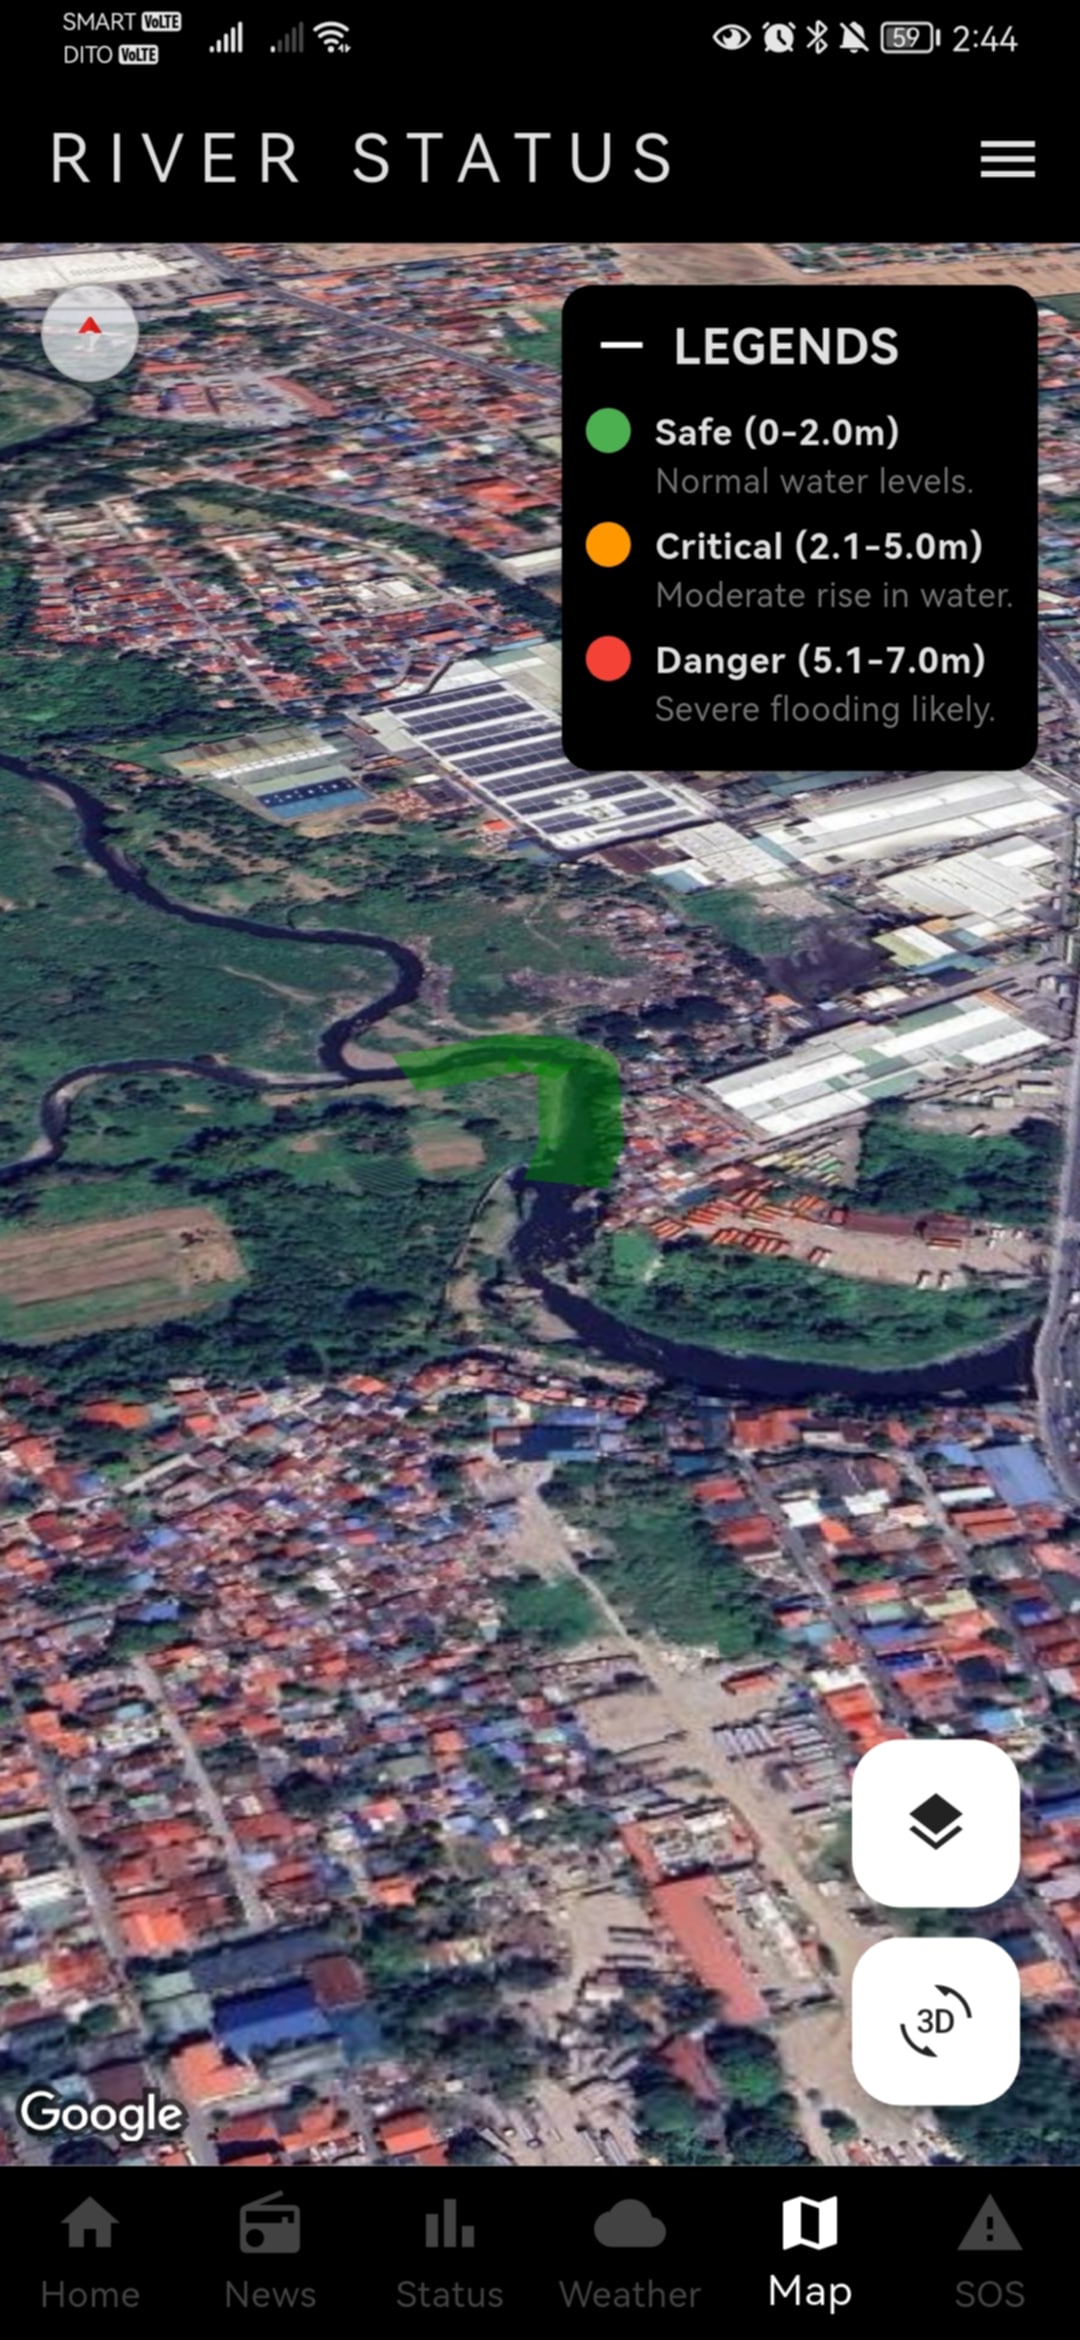 SMART VoLTE
DITO VoLTE
59 2:44
RIVER STATUS
LEGENDS
Safe (0-2.0m)
Normal water levels.
Critical (2.1-5.0m)
Moderate rise in water.
Danger (5.1-7.0m)
Severe flooding likely.
3D
Google
Home News Status Weather Map SOS